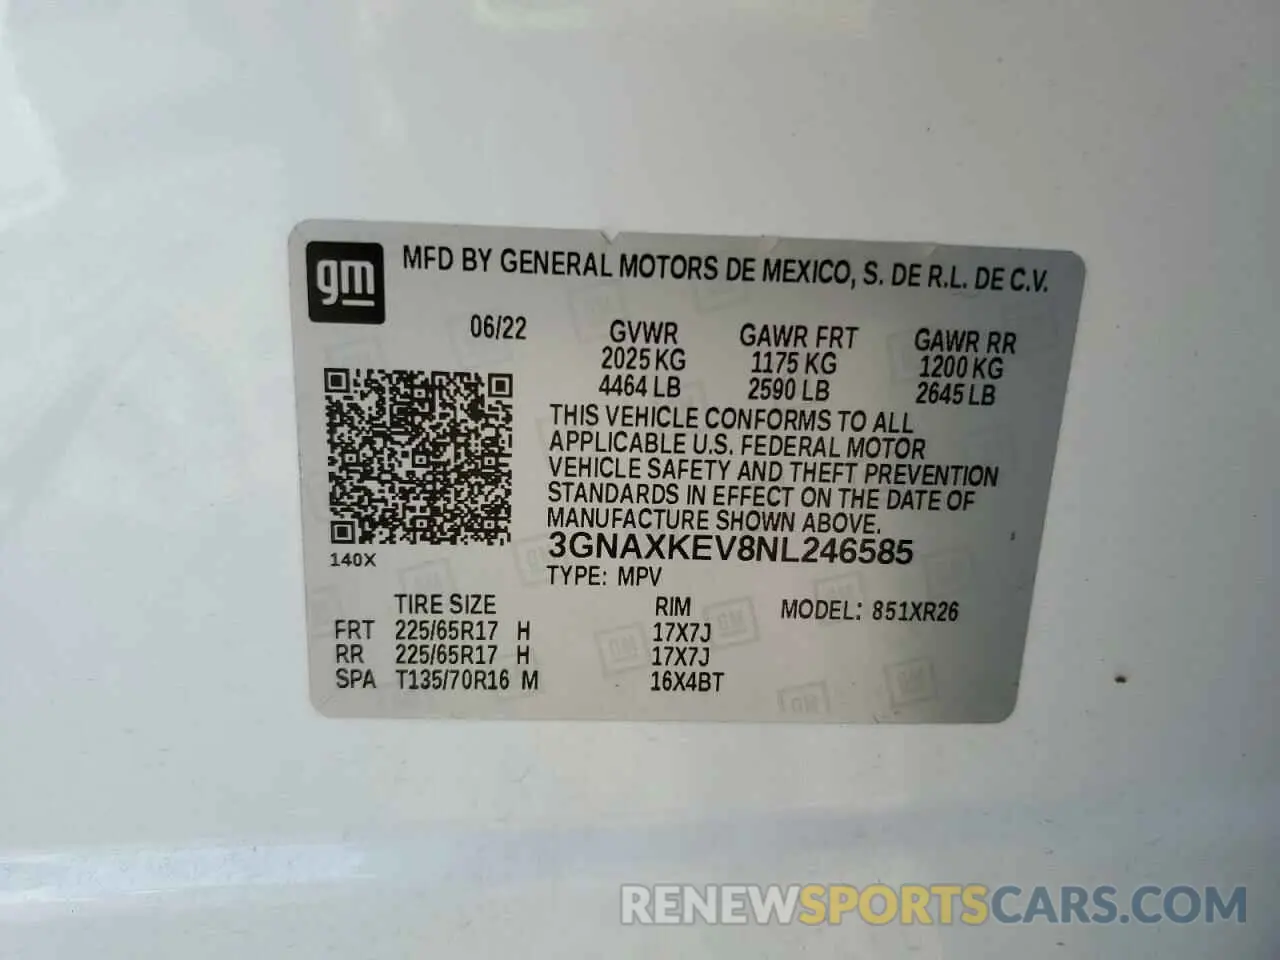 gm MFD BY GENERAL MOTORS DE MEXICO, S. DE R.L. DE C.V.
06/22 GVWR GAWR FRT GAWR RR
2025 KG 1175 KG 1200 KG
4464 LB 2590 LB 2645 LB
THIS VEHICLE CONFORMS TO ALL
APPLICABLE U.S. FEDERAL MOTOR
VEHICLE SAFETY AND THEFT PREVENTION
STANDARDS IN EFFECT ON THE DATE OF
MANUFACTURE SHOWN ABOVE.
140X 3GNAXKEV8NL246585
TYPE: MPV
TIRE SIZE RIM MODEL: 851XR26
FRT 225/65R17 H 17X7J
RR 225/65R17 H 17X7J
SPA T135/70R16 M 16X4BT
RENEWSPORTSCARS.COM